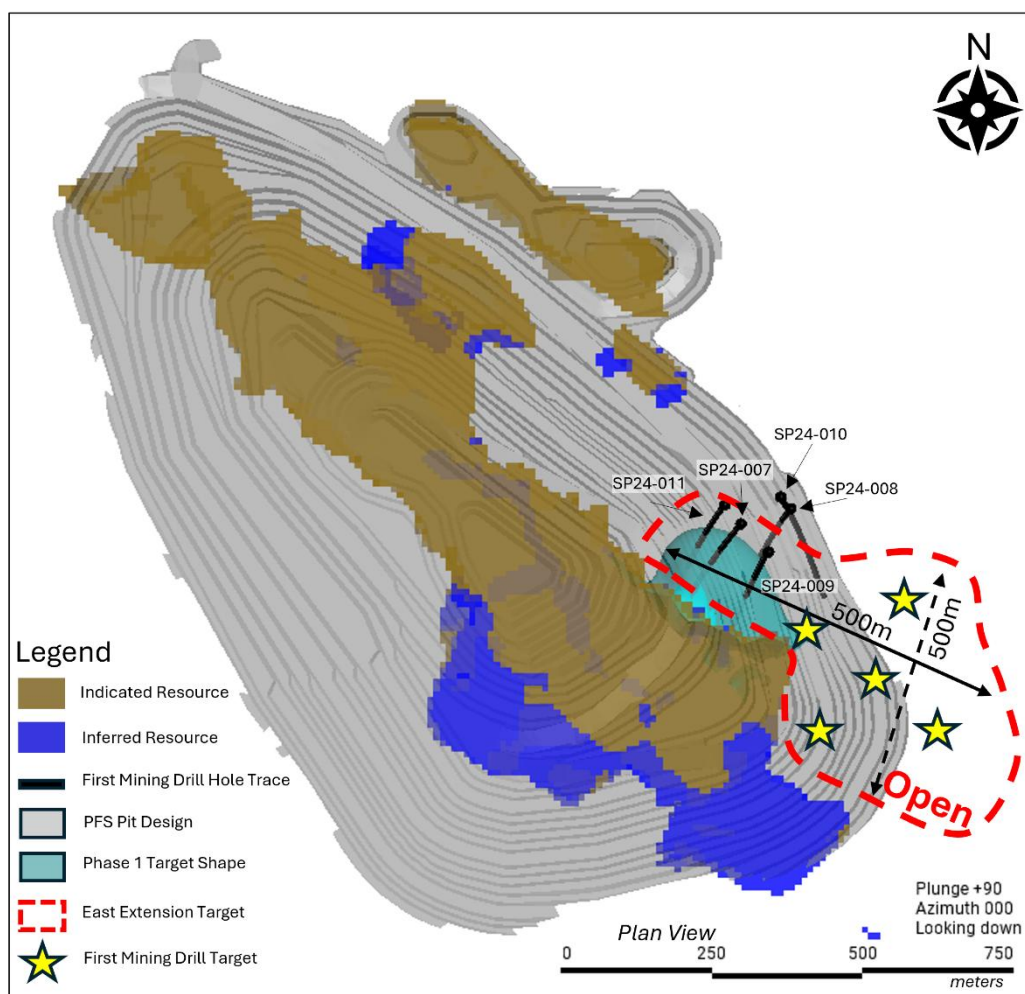 N
SP24-010
SP24-007
SP24-011
SP24-008
SP24-009
500m
500m
Open
Legend
Indicated Resource
Inferred Resource
First Mining Drill Hole Trace
PFS Pit Design
Phase 1 Target Shape
East Extension Target
First Mining Drill Target
Plunge +90
Azimuth 000
Looking down
Plan View
0 250 500 750
meters